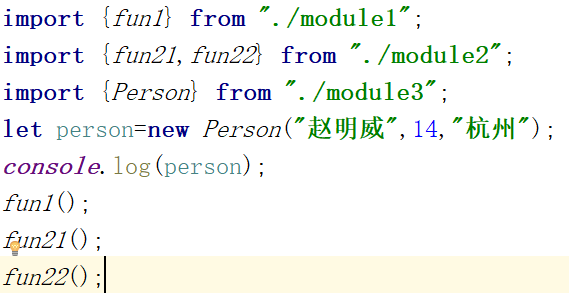 import {fun1} from "./module1";
import {fun21,fun22} from "./module2";
import {Person} from "./module3";
let person=new Person("赵明威",14,"杭州");
console.log(person);
fun1();
fun21();
fun22();